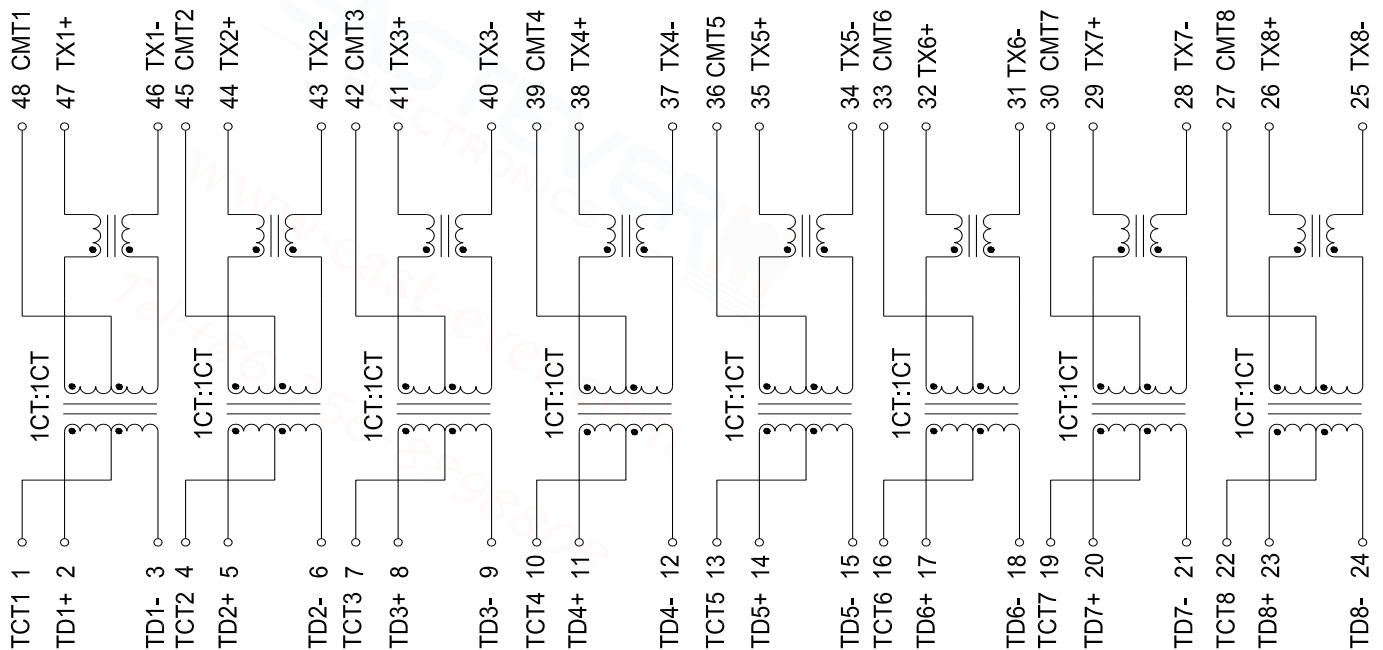 48 CMT1
47 TX1+
46 TX1-
45 CMT2
44 TX2+
43 TX2-
42 CMT3
41 TX3+
40 TX3-
39 CMT4
38 TX4+
37 TX4-
36 CMT5
35 TX5+
34 TX5-
33 CMT6
32 TX6+
31 TX6-
30 CMT7
29 TX7+
28 TX7-
27 CMT8
26 TX8+
25 TX8-
EASTEVER
ELECTRONICS
1CT:1CT
1CT:1CT
1CT:1CT
1CT:1CT
1CT:1CT
1CT:1CT
1CT:1CT
1CT:1CT
TCT1 1
TD1+ 2
TD1- 3
TCT2 4
TD2+ 5
TD2- 6
TCT3 7
TD3+ 8
TD3- 9
TCT4 10
TD4+ 11
TD4- 12
TCT5 13
TD5+ 14
TD5- 15
TCT6 16
TD6+ 17
TD6- 18
TCT7 19
TD7+ 20
TD7- 21
TCT8 22
TD8+ 23
TD8- 24